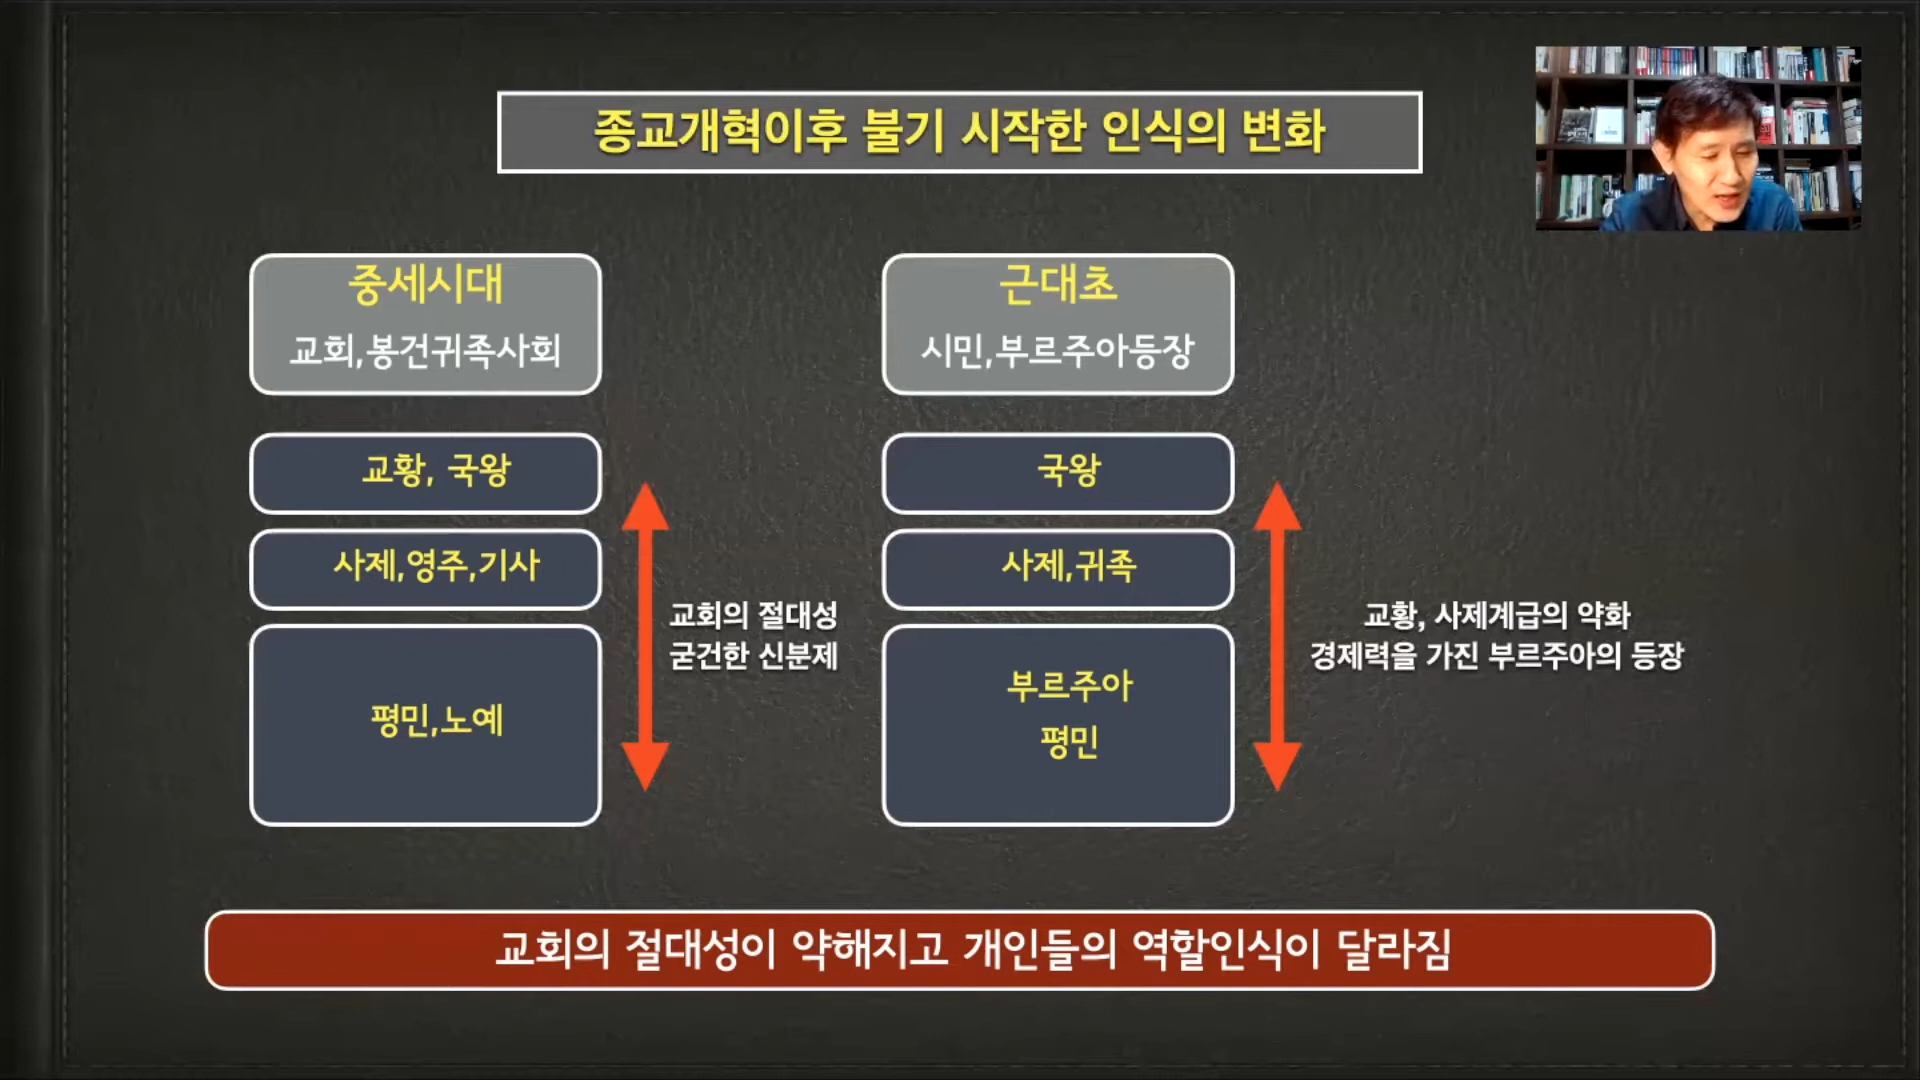 종교개혁이후 불기 시작한 인식의 변화
중세시대
교회,봉건귀족사회
교황, 국왕
사제,영주,기사
평민,노예
교회의 절대성
굳건한 신분제
근대초
시민,부르주아등장
국왕
사제,귀족
부르주아
평민
교황, 사제계급의 약화
경제력을 가진 부르주아의 등장
교회의 절대성이 약해지고 개인들의 역할인식이 달라짐